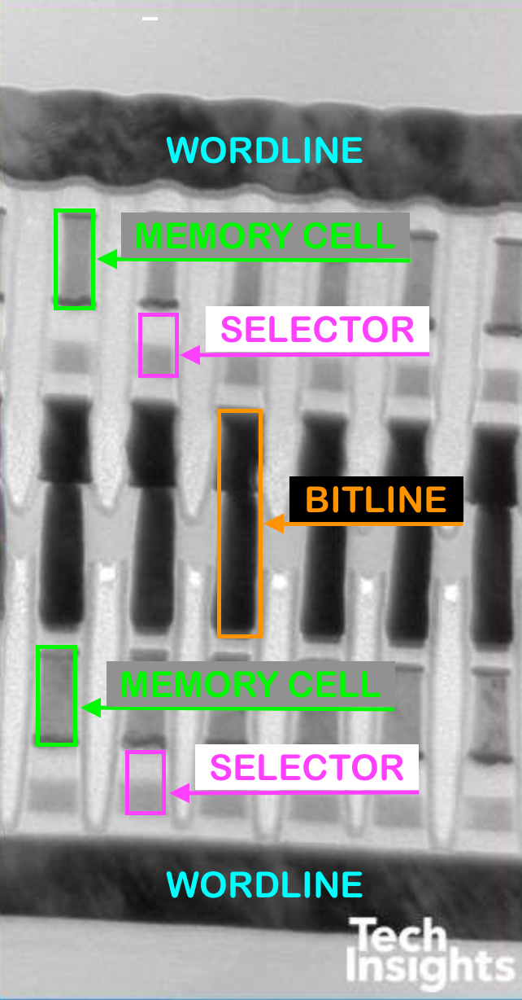 WORDLINE
MEMORY CELL
SELECTOR
BITLINE
MEMORY CELL
SELECTOR
WORDLINE
Tech
Insights